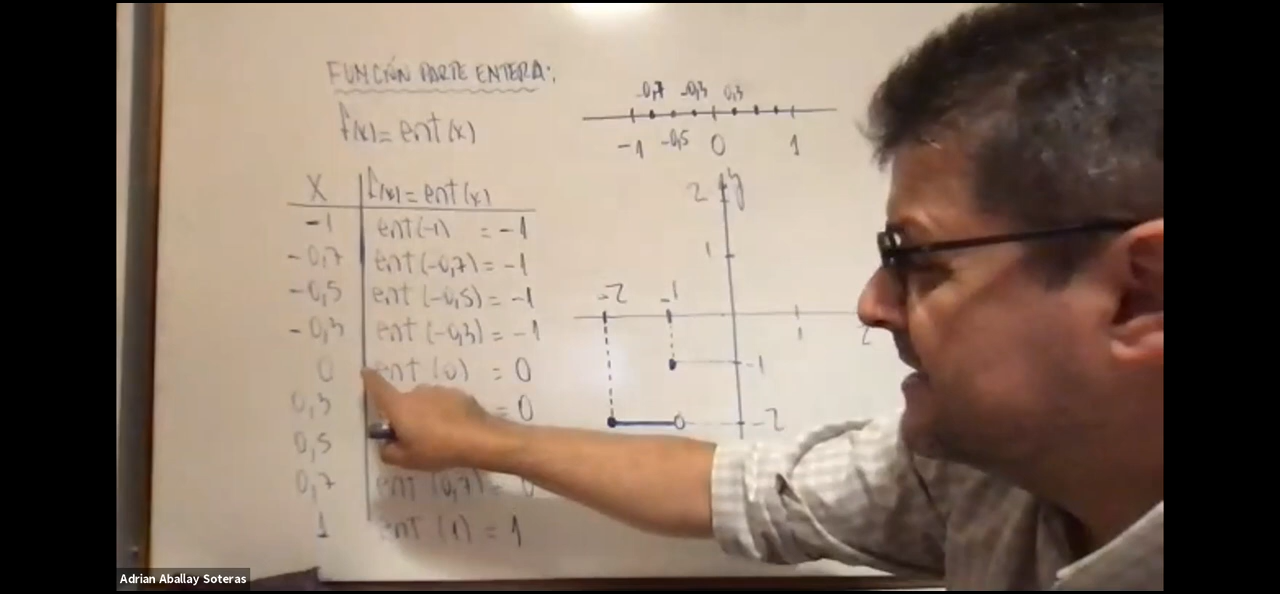 FUNCIÓN PARTE ENTERA:
f(x) = ent(x)
X f(x) = ent(x)
-1 ent(-1) = -1
-0,7 ent(-0,7) = -1
-0,5 ent(-0,5) = -1
-0,3 ent(-0,3) = -1
0 ent(0) = 0
0,3 = 0
0,5
0,7 ent(0,7) = 0
1 ent(1) = 1
-0,7 -0,3 0,3
-1 -0,5 0 1
2 y
1
-2 -1
1 2
-1
-2
Adrian Aballay Soteras